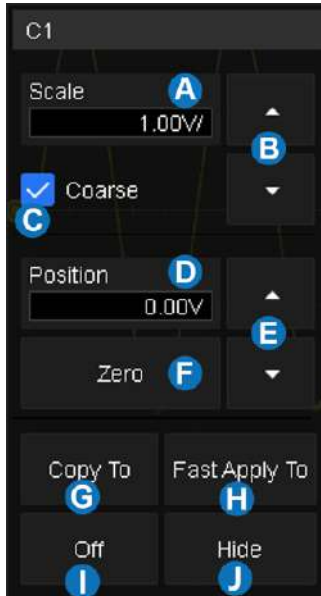 C1
Scale A
1.00V/
B
Coarse
C
Position D
0.00V
E
Zero F
Copy To Fast Apply To
G H
Off Hide
I J